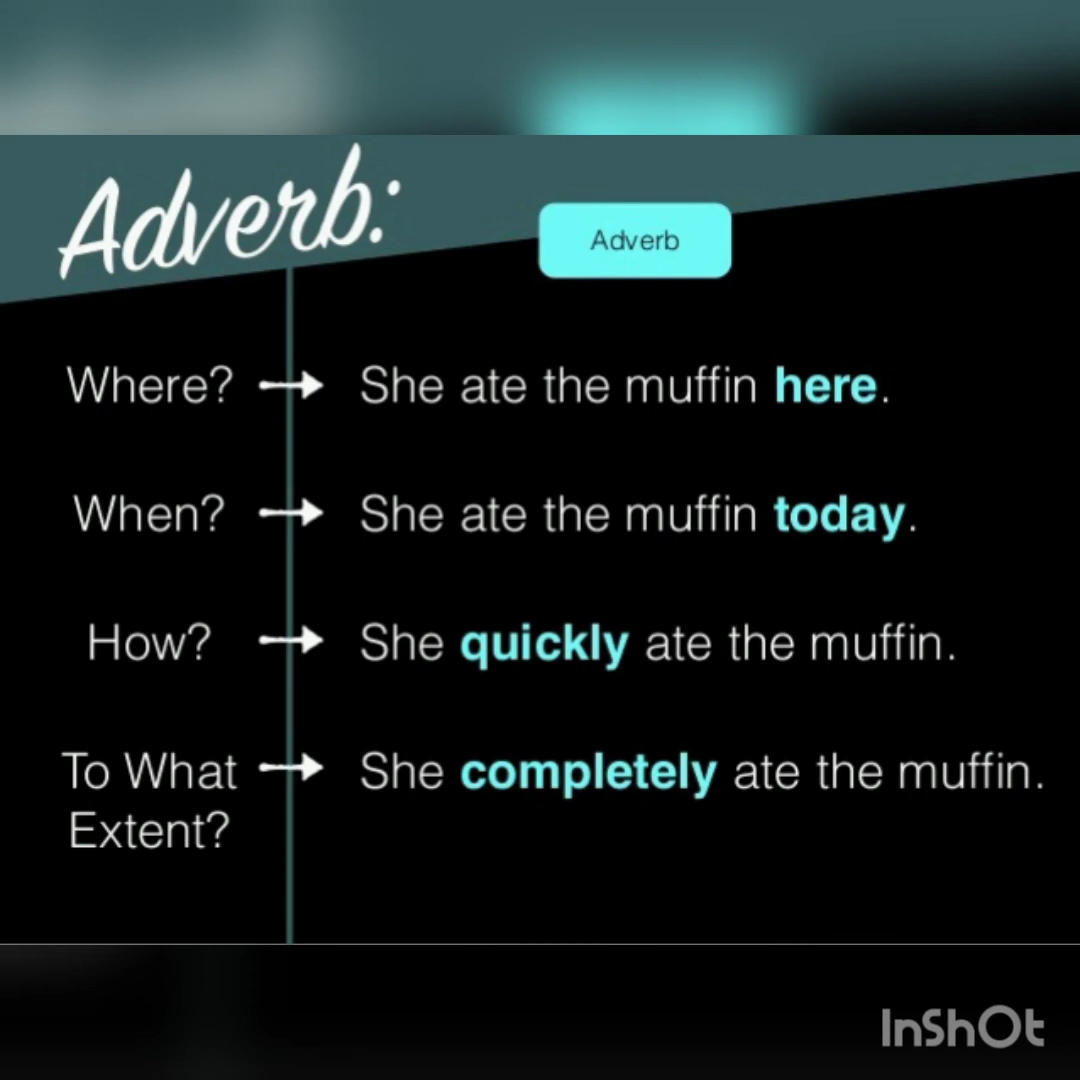 Adverb:
Adverb
Where? → She ate the muffin here.
When? → She ate the muffin today.
How? → She quickly ate the muffin.
To What → She completely ate the muffin.
Extent?
InShOt